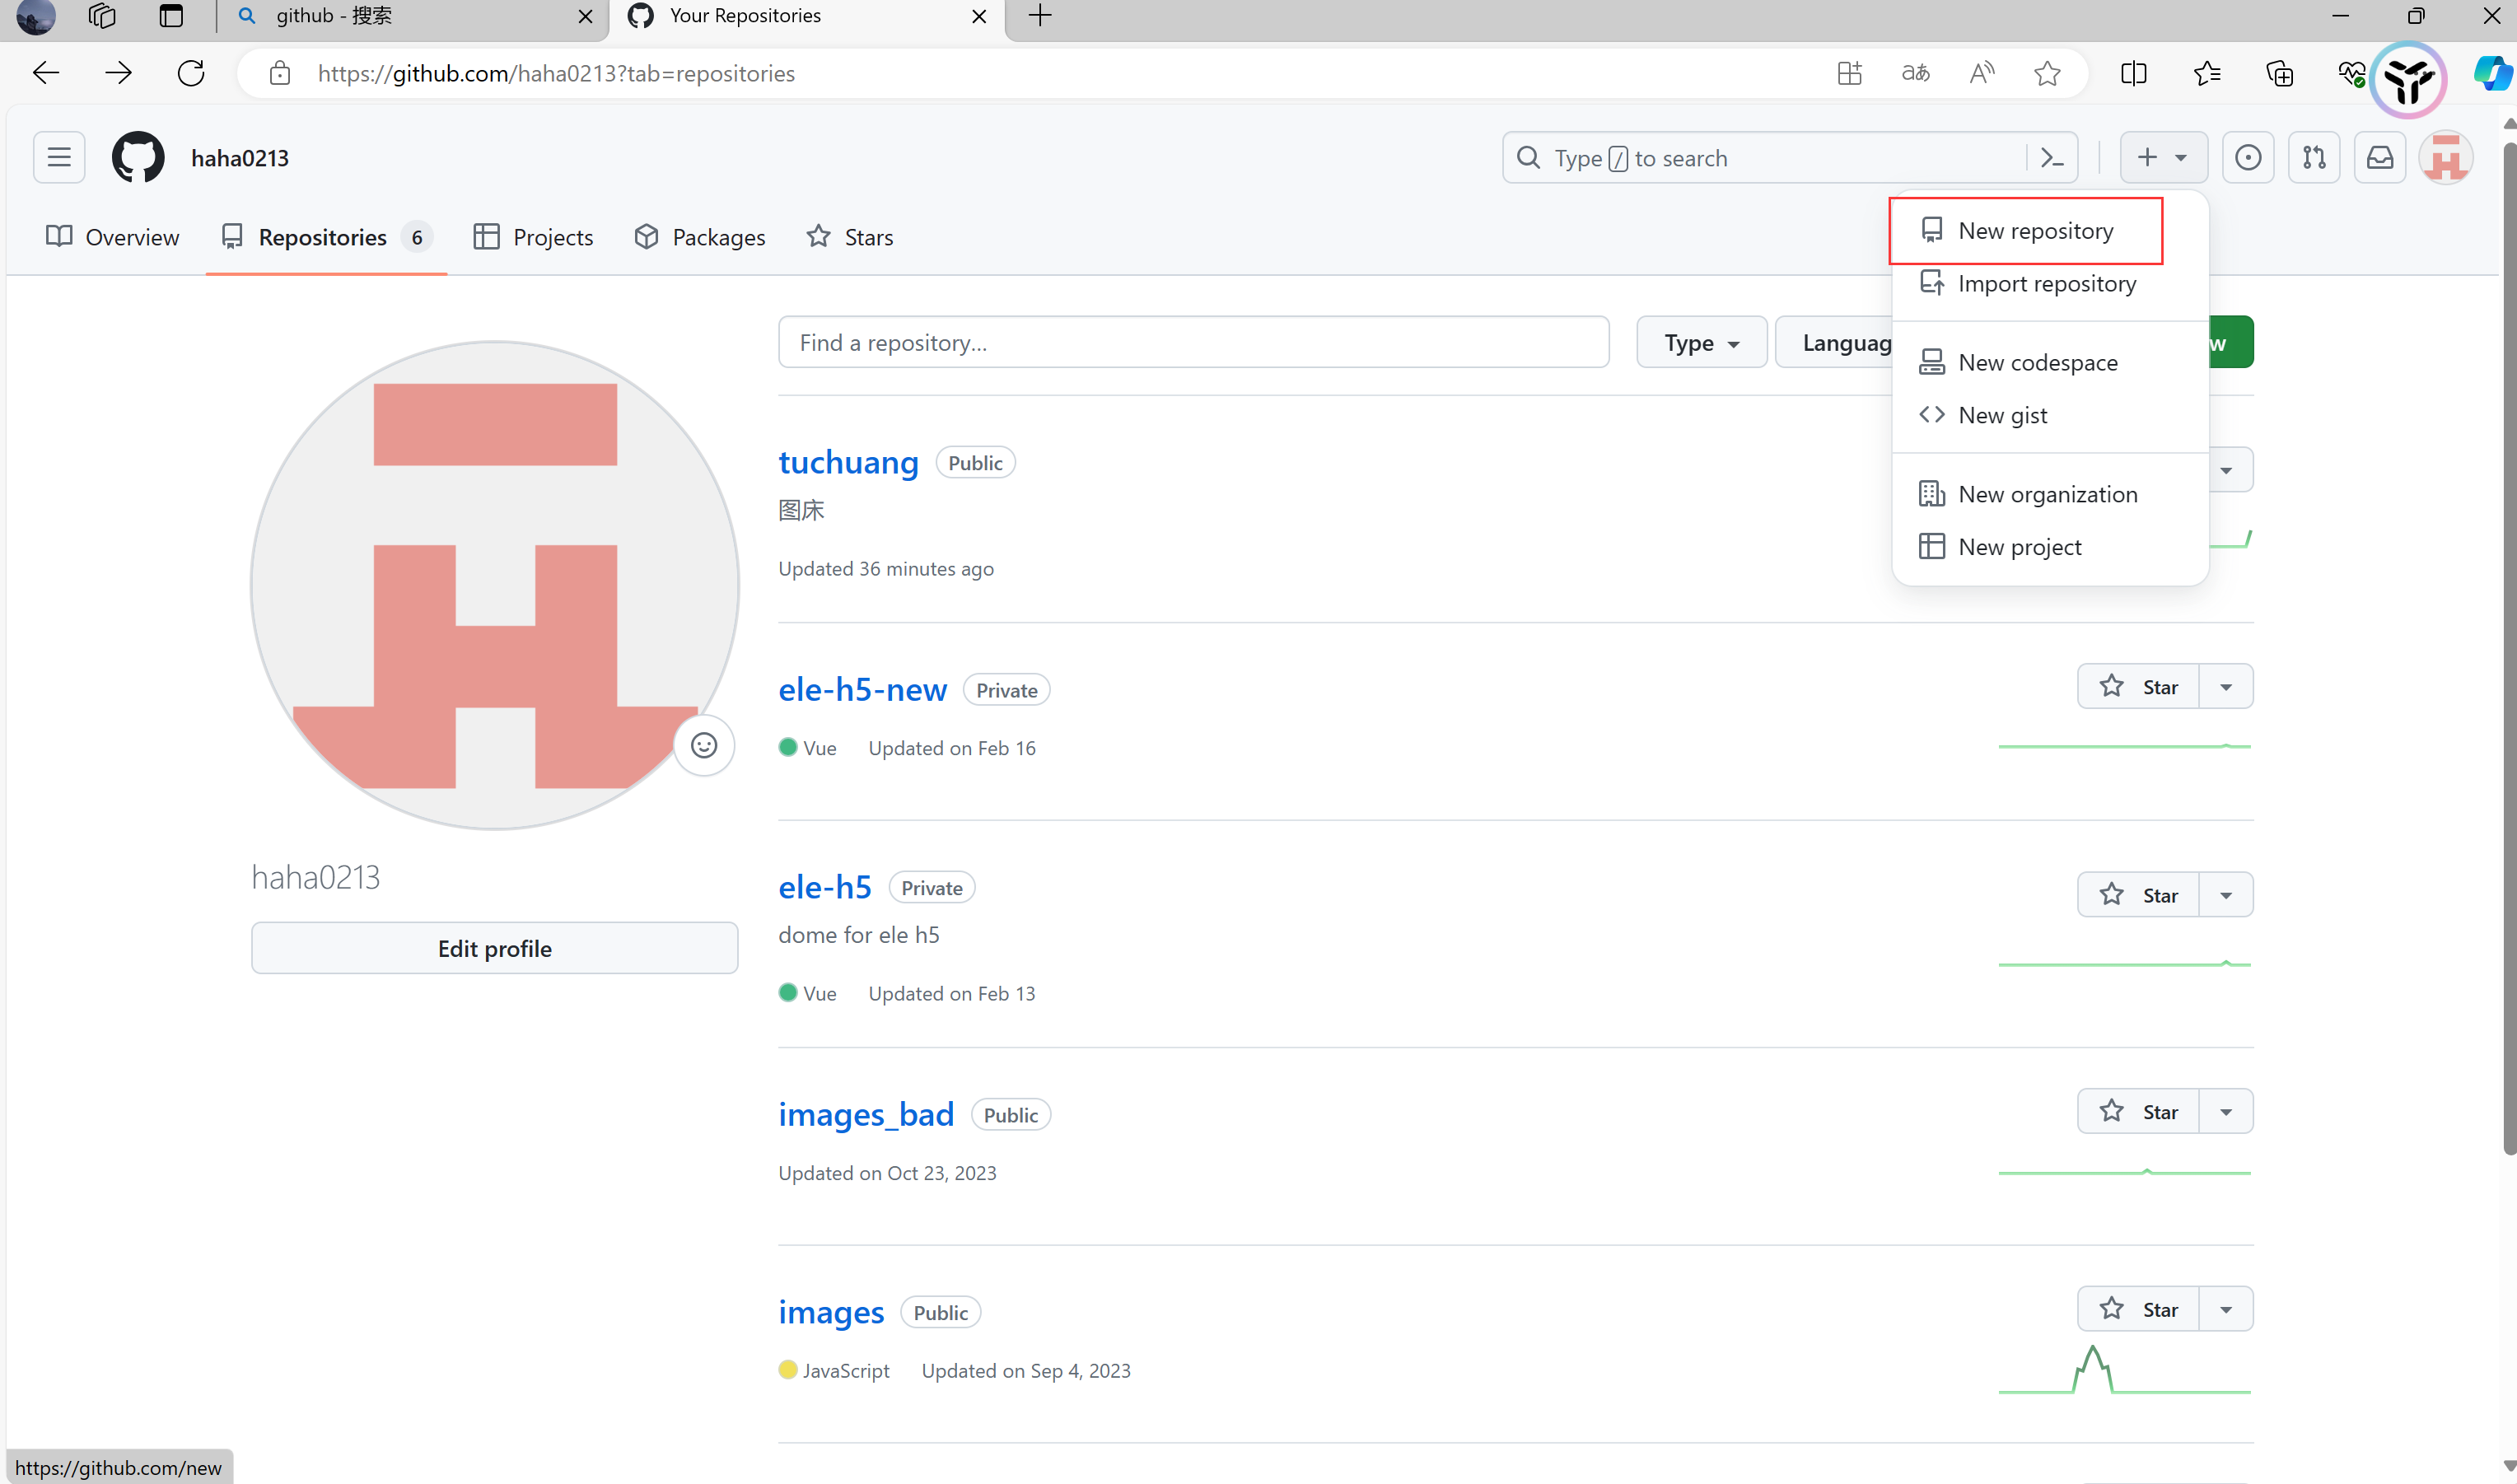 github - 搜索
Your Repositories
https://github.com/haha0213?tab=repositories
haha0213
Type / to search
Overview
Repositories 6
Projects
Packages
Stars
New repository
Import repository
New codespace
New gist
New organization
New project
Find a repository...
Type
Languag
w
tuchuang Public
图床
Updated 36 minutes ago
ele-h5-new Private
Star
Vue Updated on Feb 16
haha0213
Edit profile
ele-h5 Private
Star
dome for ele h5
Vue Updated on Feb 13
images_bad Public
Star
Updated on Oct 23, 2023
images Public
Star
JavaScript Updated on Sep 4, 2023
https://github.com/new